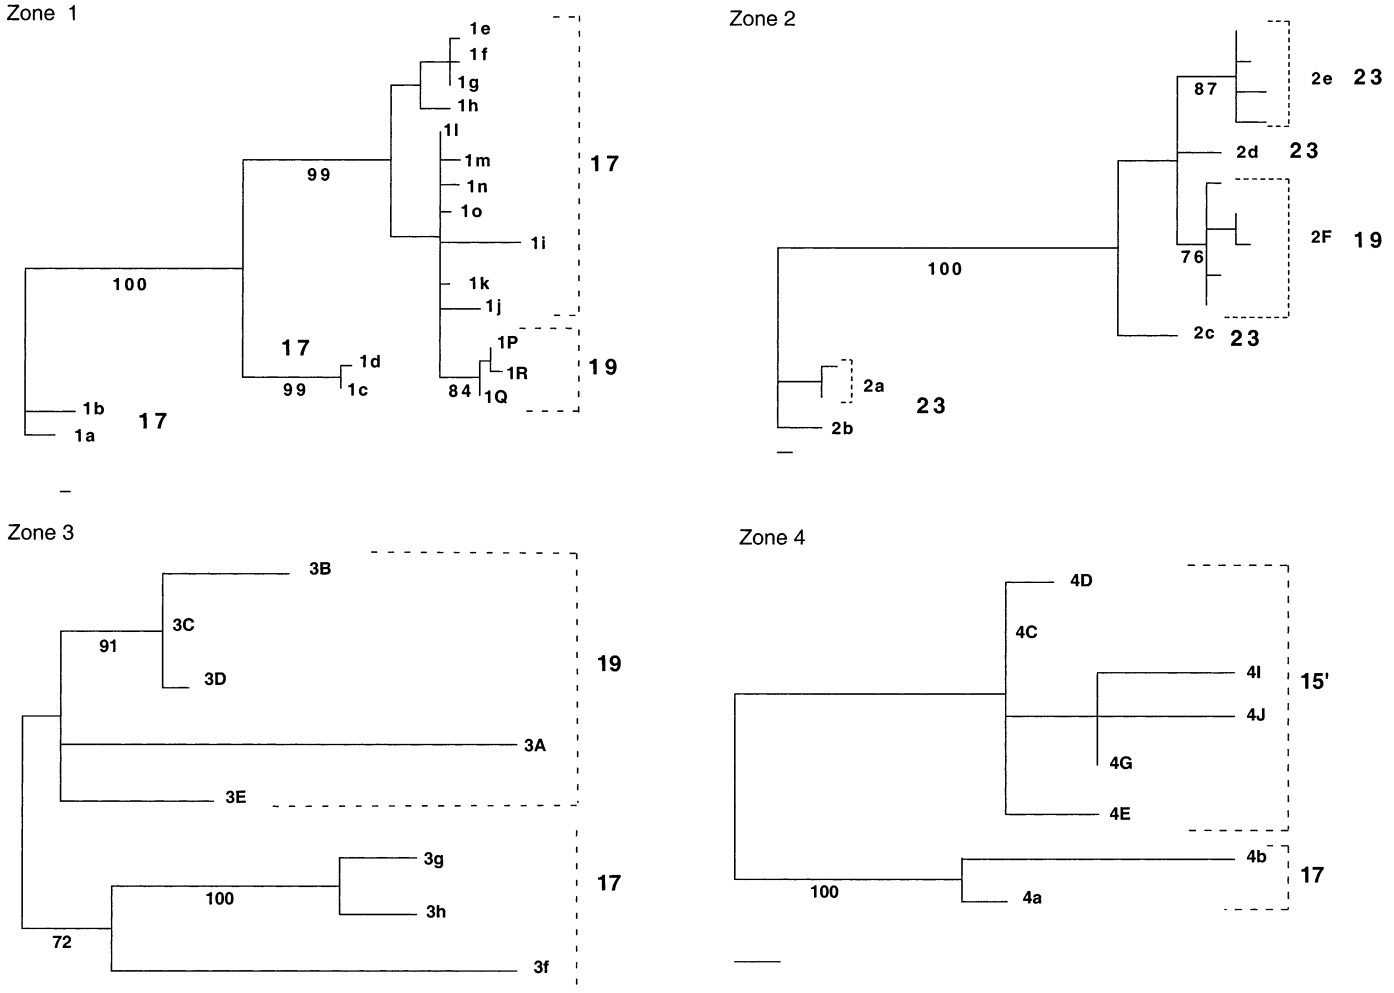 Zone 1
1e
1f
1g
1h
1l
1m
1n
1o
1i
1k
1j
1P
1R
1Q
17
19
99
100
84
17
1d
1c
99
1b
1a
17
Zone 2
2e 23
87
2d 23
2F 19
76
100
2c 23
2a
23
2b
Zone 3
3B
3C
91
3D
19
3A
3E
3g
100
17
3h
72
3f
Zone 4
4D
4C
4I
15'
4J
4G
4E
4b
17
100
4a